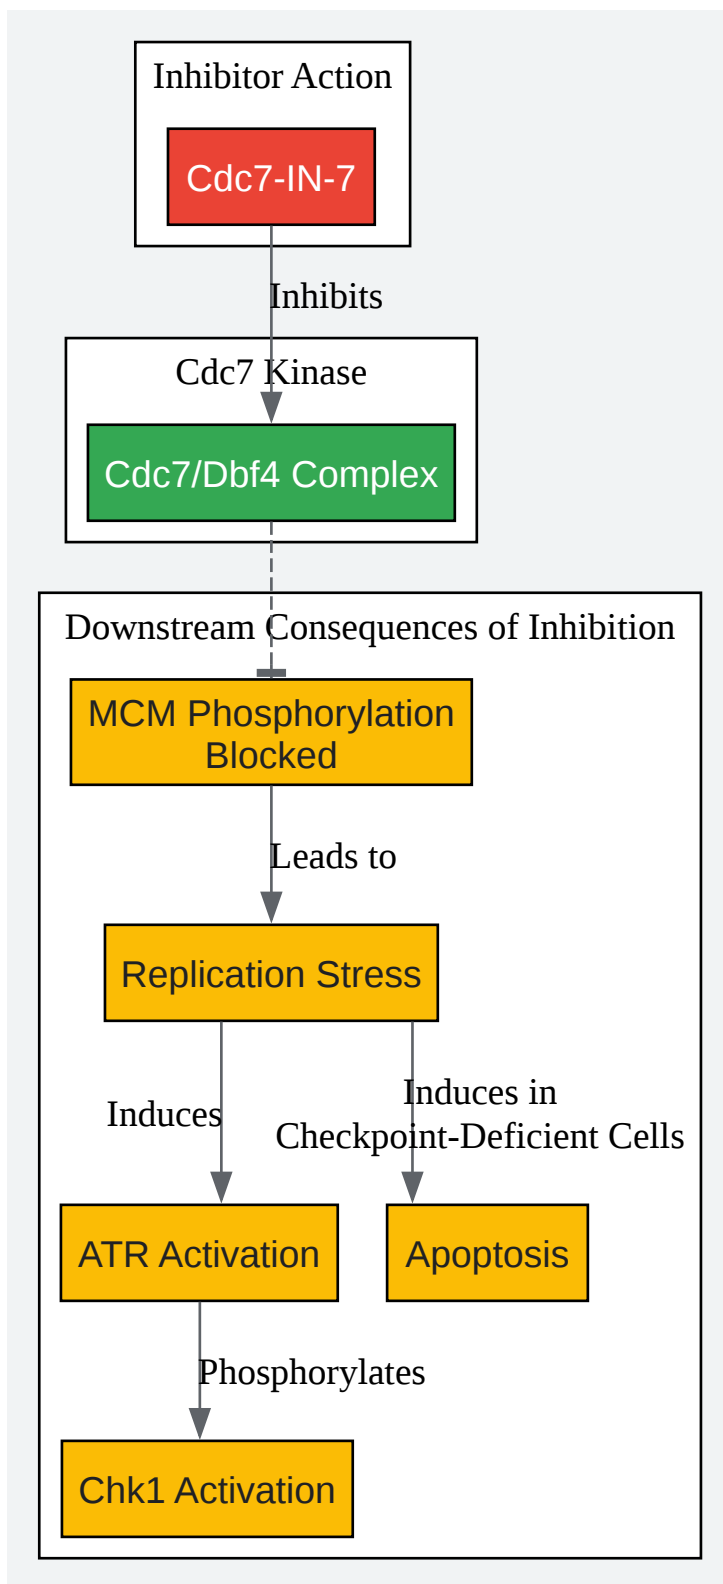 Inhibitor Action
Cdc7-IN-7
Inhibits
Cdc7 Kinase
Cdc7/Dbf4 Complex
Downstream Consequences of Inhibition
MCM Phosphorylation
Blocked
Leads to
Replication Stress
Induces
Induces in
Checkpoint-Deficient Cells
ATR Activation
Apoptosis
Phosphorylates
Chk1 Activation